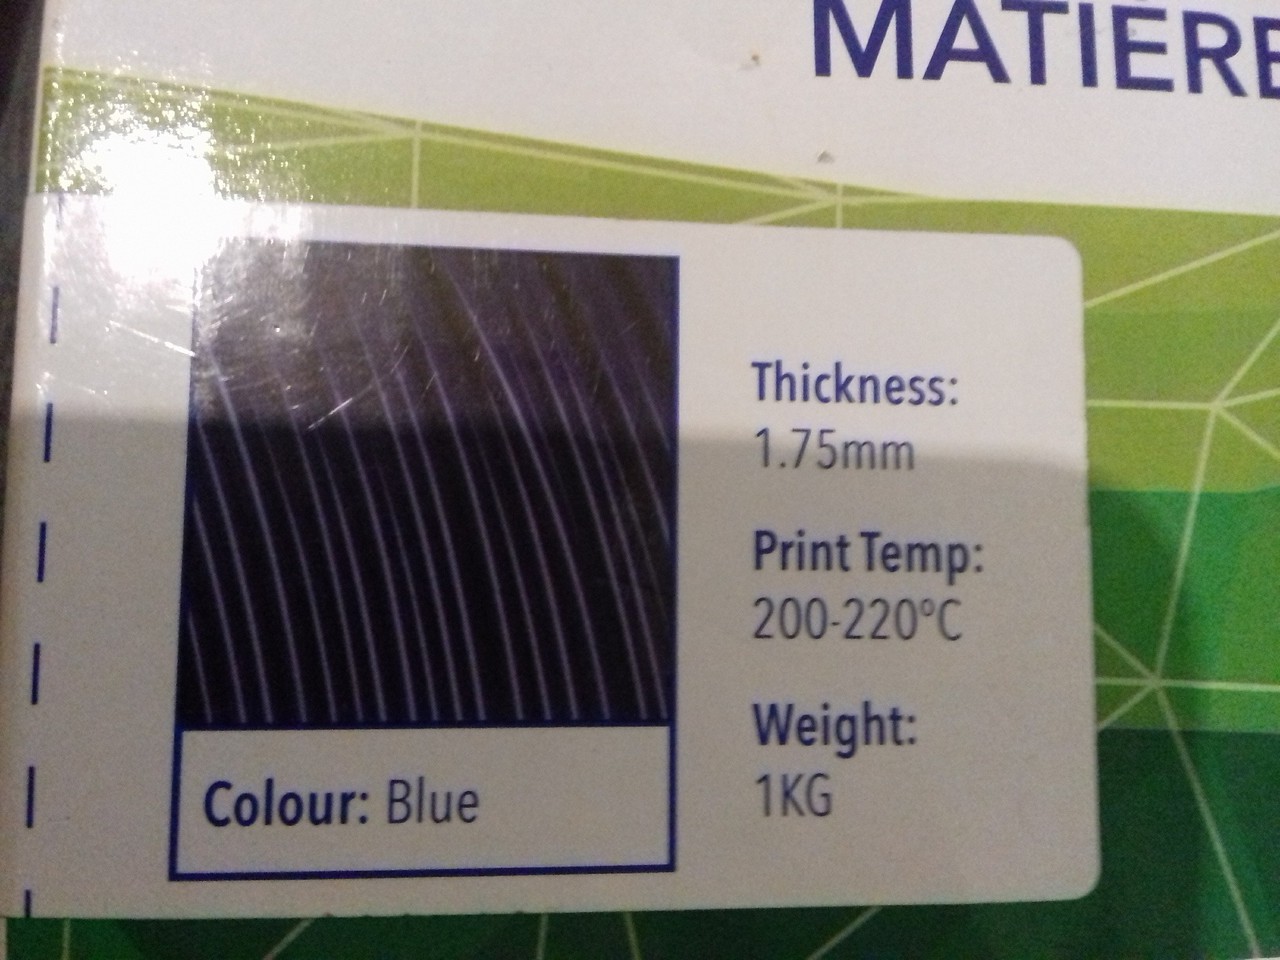 MATIÈRE
Thickness:
1.75mm
Print Temp:
200-220°C
Weight:
1KG
Colour: Blue